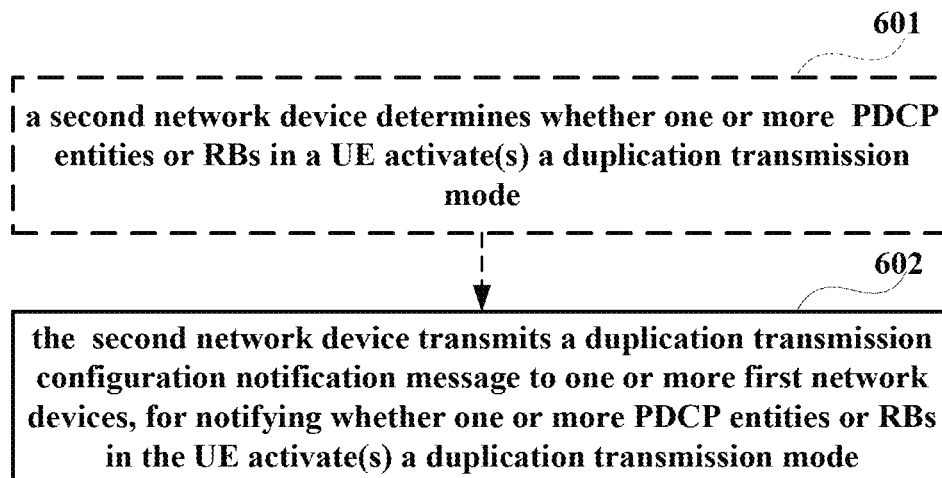 601
a second network device determines whether one or more PDCP
entities or RBs in a UE activate(s) a duplication transmission
mode
602
the second network device transmits a duplication transmission
configuration notification message to one or more first network
devices, for notifying whether one or more PDCP entities or RBs
in the UE activate(s) a duplication transmission mode